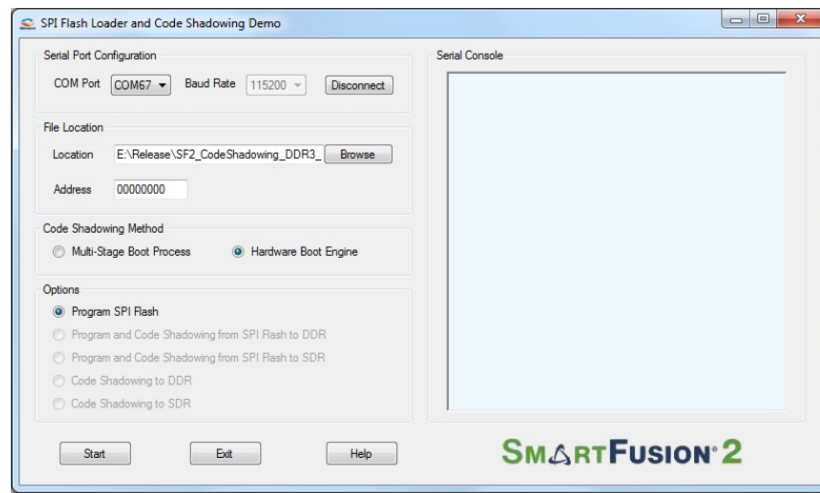 SPI Flash Loader and Code Shadowing Demo
Serial Port Configuration
COM Port COM67 Baud Rate 115200 Disconnect
File Location
Location E:\Release\SF2_CodeShadowing_DDR3_ Browse
Address 00000000
Code Shadowing Method
Multi-Stage Boot Process Hardware Boot Engine
Options
Program SPI Flash
Program and Code Shadowing from SPI Flash to DDR
Program and Code Shadowing from SPI Flash to SDR
Code Shadowing to DDR
Code Shadowing to SDR
Start Exit Help
Serial Console
SMARTFUSION®2